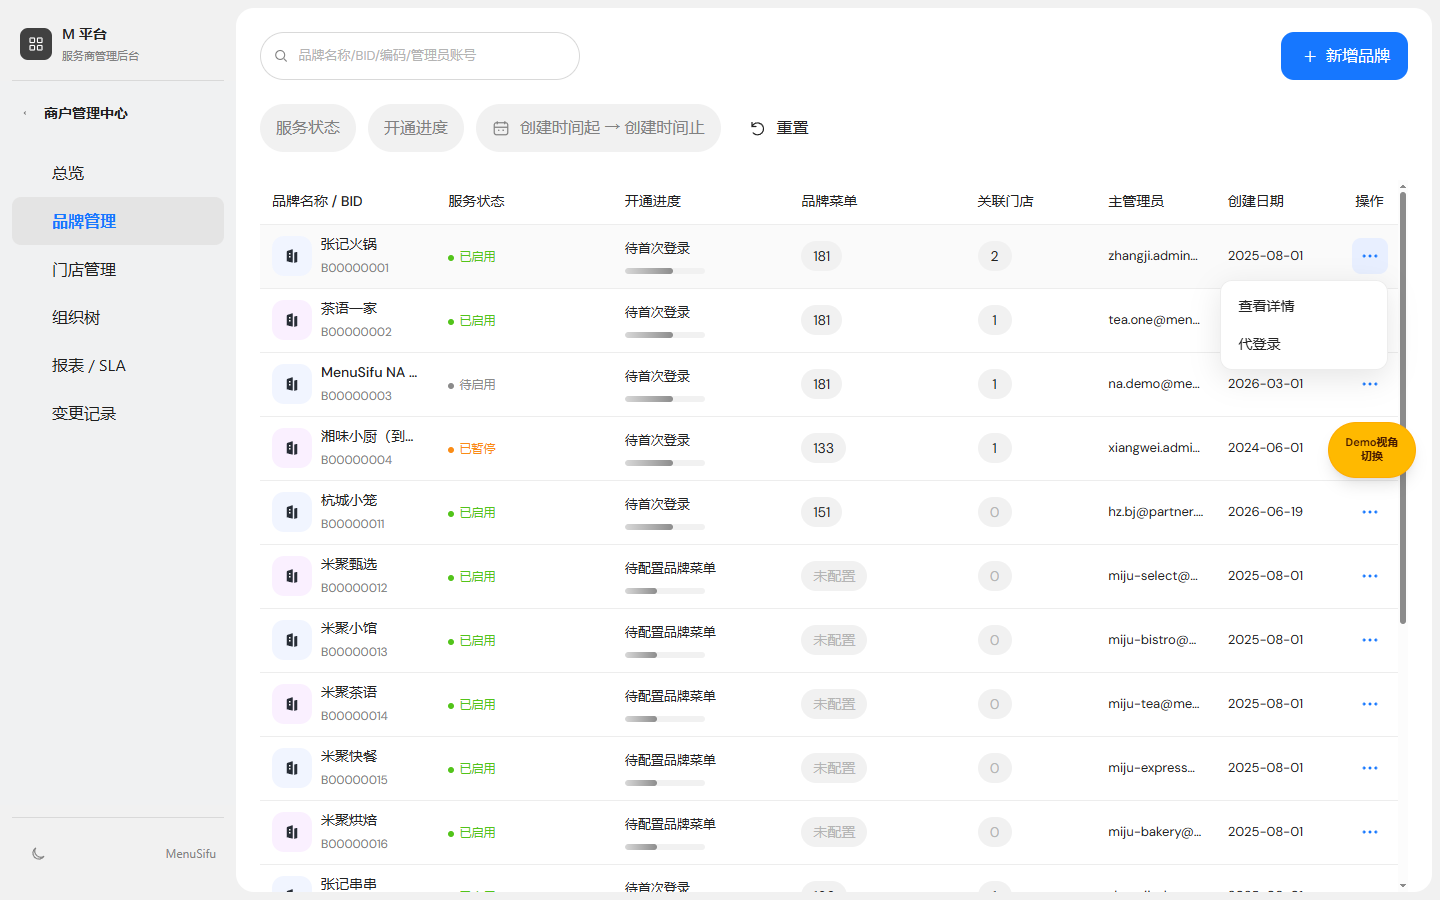 M 平台
服务商管理后台
商户管理中心
总览
品牌管理
门店管理
组织树
报表 / SLA
变更记录
MenuSifu
品牌名称/BID/编码/管理员账号
+ 新增品牌
服务状态
开通进度
创建时间起 → 创建时间止
重置
品牌名称 / BID 服务状态 开通进度 品牌菜单 关联门店 主管理员 创建日期 操作
张记火锅
B00000001
已启用
待首次登录
181
2
zhangji.admin...
2025-08-01
查看详情
代登录
茶语一家
B00000002
已启用
待首次登录
181
1
tea.one@men...
MenuSifu NA ...
B00000003
待启用
待首次登录
181
1
na.demo@me...
2026-03-01
湘味小厨（到...
B00000004
已暂停
待首次登录
133
1
xiangwei.admi...
2024-06-01
Demo视角
切换
杭城小笼
B00000011
已启用
待首次登录
151
0
hz.bj@partner....
2026-06-19
米聚甄选
B00000012
已启用
待配置品牌菜单
未配置
0
miju-select@...
2025-08-01
米聚小馆
B00000013
已启用
待配置品牌菜单
未配置
0
miju-bistro@...
2025-08-01
米聚茶语
B00000014
已启用
待配置品牌菜单
未配置
0
miju-tea@me...
2025-08-01
米聚快餐
B00000015
已启用
待配置品牌菜单
未配置
0
miju-express...
2025-08-01
米聚烘焙
B00000016
已启用
待配置品牌菜单
未配置
0
miju-bakery@...
2025-08-01
张记串串
待首次登录